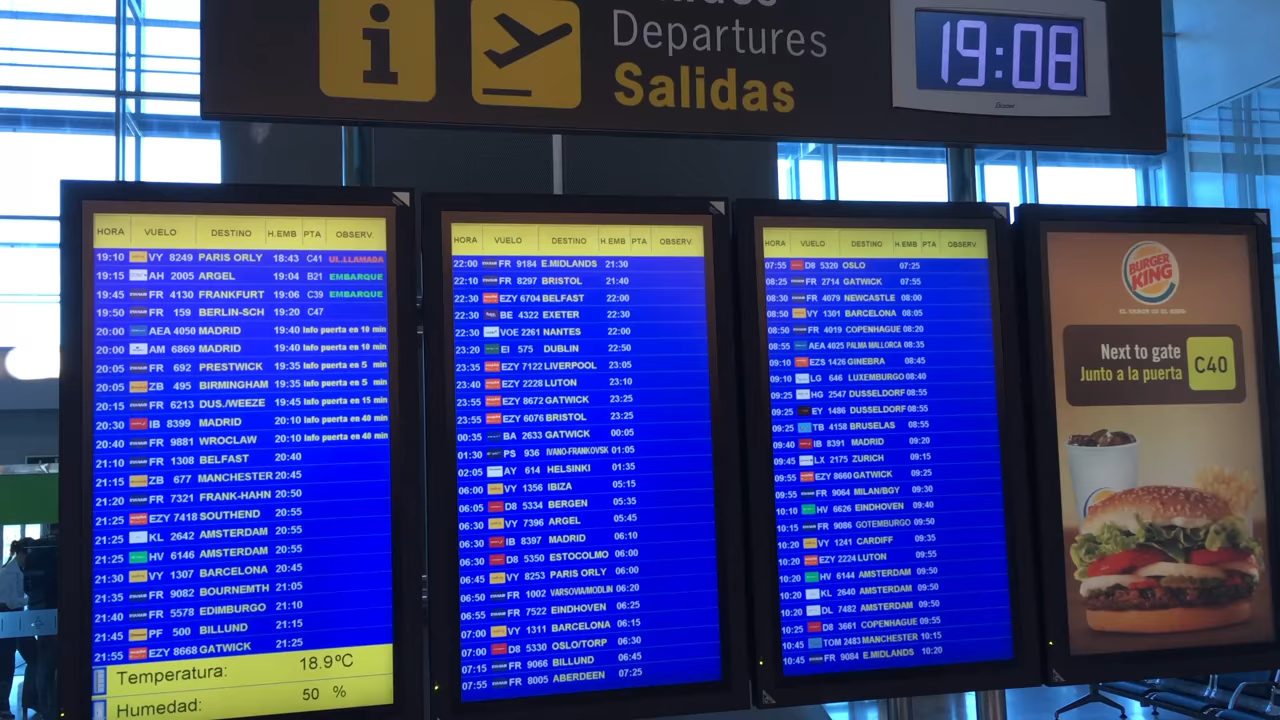 Departures
Salidas
19:08
HORA VUELO DESTINO H.EMB PTA OBSERV.
19:10 VY 8249 PARIS ORLY 18:43 C41 UL.LLAMADA
19:15 AH 2005 ARGEL 19:04 B21 EMBARQUE
19:45 FR 4130 FRANKFURT 19:06 C39 EMBARQUE
19:50 FR 159 BERLIN-SCH 19:20 C47
20:00 AEA 4050 MADRID 19:40 Info puerta en 10 min
20:00 AM 6869 MADRID 19:40 Info puerta en 10 min
20:05 FR 692 PRESTWICK 19:35 Info puerta en 5 min
20:05 ZB 495 BIRMINGHAM 19:35 Info puerta en 5 min
20:15 FR 6213 DUS./WEEZE 19:45 Info puerta en 15 min
20:30 IB 8399 MADRID 20:10 Info puerta en 40 min
20:40 FR 9881 WROCLAW 20:10 Info puerta en 40 min
21:10 FR 1308 BELFAST 20:40
21:15 ZB 677 MANCHESTER 20:45
21:20 FR 7321 FRANK-HAHN 20:50
21:25 EZY 7418 SOUTHEND 20:55
21:25 KL 2642 AMSTERDAM 20:55
21:25 HV 6146 AMSTERDAM 20:55
21:30 VY 1307 BARCELONA 20:45
21:35 FR 9082 BOURNEMTH 21:05
21:40 FR 5578 EDIMBURGO 21:10
21:45 PF 500 BILLUND 21:15
21:55 EZY 8668 GATWICK 21:25
Temperatura: 18.9ºC
Humedad: 50 %
HORA VUELO DESTINO H.EMB PTA OBSERV.
22:00 FR 9184 E.MIDLANDS 21:30
22:10 FR 8297 BRISTOL 21:40
22:30 EZY 6704 BELFAST 22:00
22:30 BE 4322 EXETER 22:30
22:30 VOE 2261 NANTES 22:00
23:20 EI 575 DUBLIN 22:50
23:35 EZY 7122 LIVERPOOL 23:05
23:40 EZY 2228 LUTON 23:10
23:55 EZY 8672 GATWICK 23:25
23:55 EZY 6076 BRISTOL 23:25
00:35 BA 2633 GATWICK 00:05
01:30 PS 936 IVANO-FRANKOVSK 01:05
02:05 AY 614 HELSINKI 01:35
06:00 VY 1356 IBIZA 05:15
06:05 D8 5334 BERGEN 05:35
06:30 VY 7396 ARGEL 05:45
06:30 IB 8397 MADRID 06:10
06:30 D8 5350 ESTOCOLMO 06:00
06:45 VY 8253 PARIS ORLY 06:00
06:50 FR 1002 VARSOVIA/MODLIN 06:20
06:55 FR 7522 EINDHOVEN 06:25
07:00 VY 1311 BARCELONA 06:15
07:00 D8 5330 OSLO/TORP 06:30
07:15 FR 9066 BILLUND 06:45
07:55 FR 8005 ABERDEEN 07:25
HORA VUELO DESTINO H.EMB PTA OBSERV.
07:55 D8 5320 OSLO 07:25
08:25 FR 2714 GATWICK 07:55
08:30 FR 4079 NEWCASTLE 08:00
08:50 VY 1301 BARCELONA 08:05
08:50 FR 4019 COPENHAGUE 08:20
08:55 AEA 4025 PALMA MALLORCA 08:35
09:10 EZS 1426 GINEBRA 08:45
09:10 LG 646 LUXEMBURGO 08:40
09:25 HG 2547 DUSSELDORF 08:55
09:25 EY 1486 DUSSELDORF 08:55
09:25 TB 4158 BRUSELAS 08:55
09:40 IB 8391 MADRID 09:20
09:45 LX 2175 ZURICH 09:15
09:55 EZY 8660 GATWICK 09:25
09:55 FR 9064 MILAN/BGY 09:30
10:10 HV 6626 EINDHOVEN 09:40
10:15 FR 9086 GOTEMBURGO 09:50
10:20 VY 1241 CARDIFF 09:35
10:20 EZY 2224 LUTON 09:55
10:20 HV 6144 AMSTERDAM 09:50
10:20 KL 2640 AMSTERDAM 09:50
10:20 DL 7482 AMSTERDAM 09:50
10:25 D8 3661 COPENHAGUE 09:55
10:45 TOM 2483 MANCHESTER 10:15
10:45 FR 9084 E.MIDLANDS 10:20
BURGER KING
Next to gate
Junto a la puerta
C40